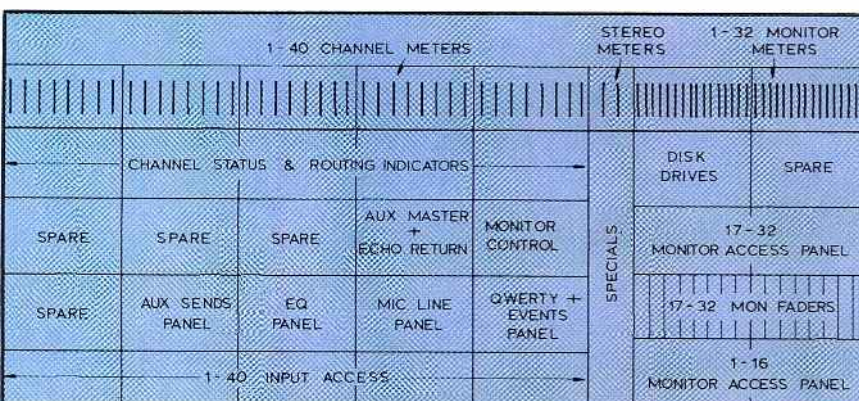 1-40 CHANNEL METERS
STEREO
METERS
1-32 MONITOR
METERS
CHANNEL STATUS & ROUTING INDICATORS
DISK
DRIVES
SPARE
SPARE
SPARE
SPARE
AUX MASTER
+
ECHO RETURN
MONITOR
CONTROL
SPECIALS
17-32
MONITOR ACCESS PANEL
SPARE
AUX SENDS
PANEL
EQ
PANEL
MIC LINE
PANEL
QWERTY +
EVENTS
PANEL
17-32 MON FADERS
1-40 INPUT ACCESS
1-16
MONITOR ACCESS PANEL